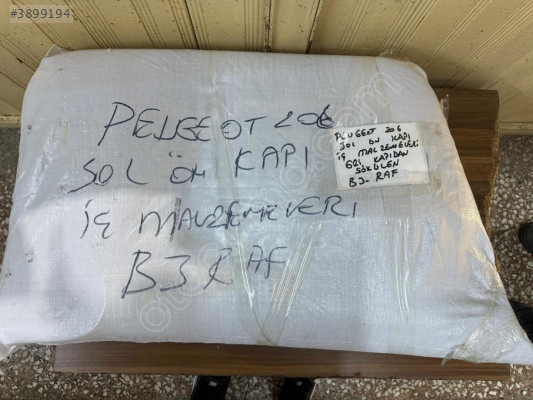 #3899194
PEUGEOT 206
SOL ÖN KAPI
İÇ MALZEMELERİ
B3 RAF
PEUGEOT 206
SOL ÖN KAPI
İÇ MALZEMELERİ
GRİ KAPIDAN
SÖKÜLEN
B3- RAF